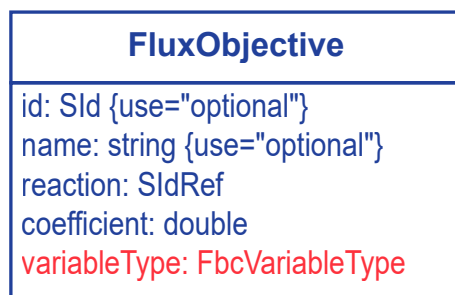 FluxObjective
id: SId {use="optional"}
name: string {use="optional"}
reaction: SIdRef
coefficient: double
variableType: FbcVariableType